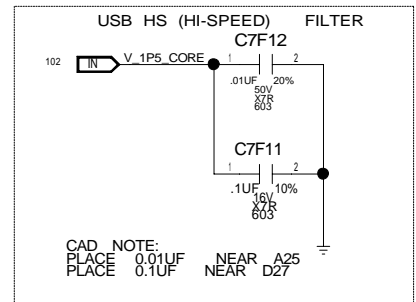 USB HS (HI-SPEED) FILTER
C7F12
102 IN V_1P5_CORE 1 2
.01UF 20%
50V
X7R
603
C7F11
1 2
.1UF 10%
16V
X7R
603
CAD NOTE:
PLACE 0.01UF NEAR A25
PLACE 0.1UF NEAR D27